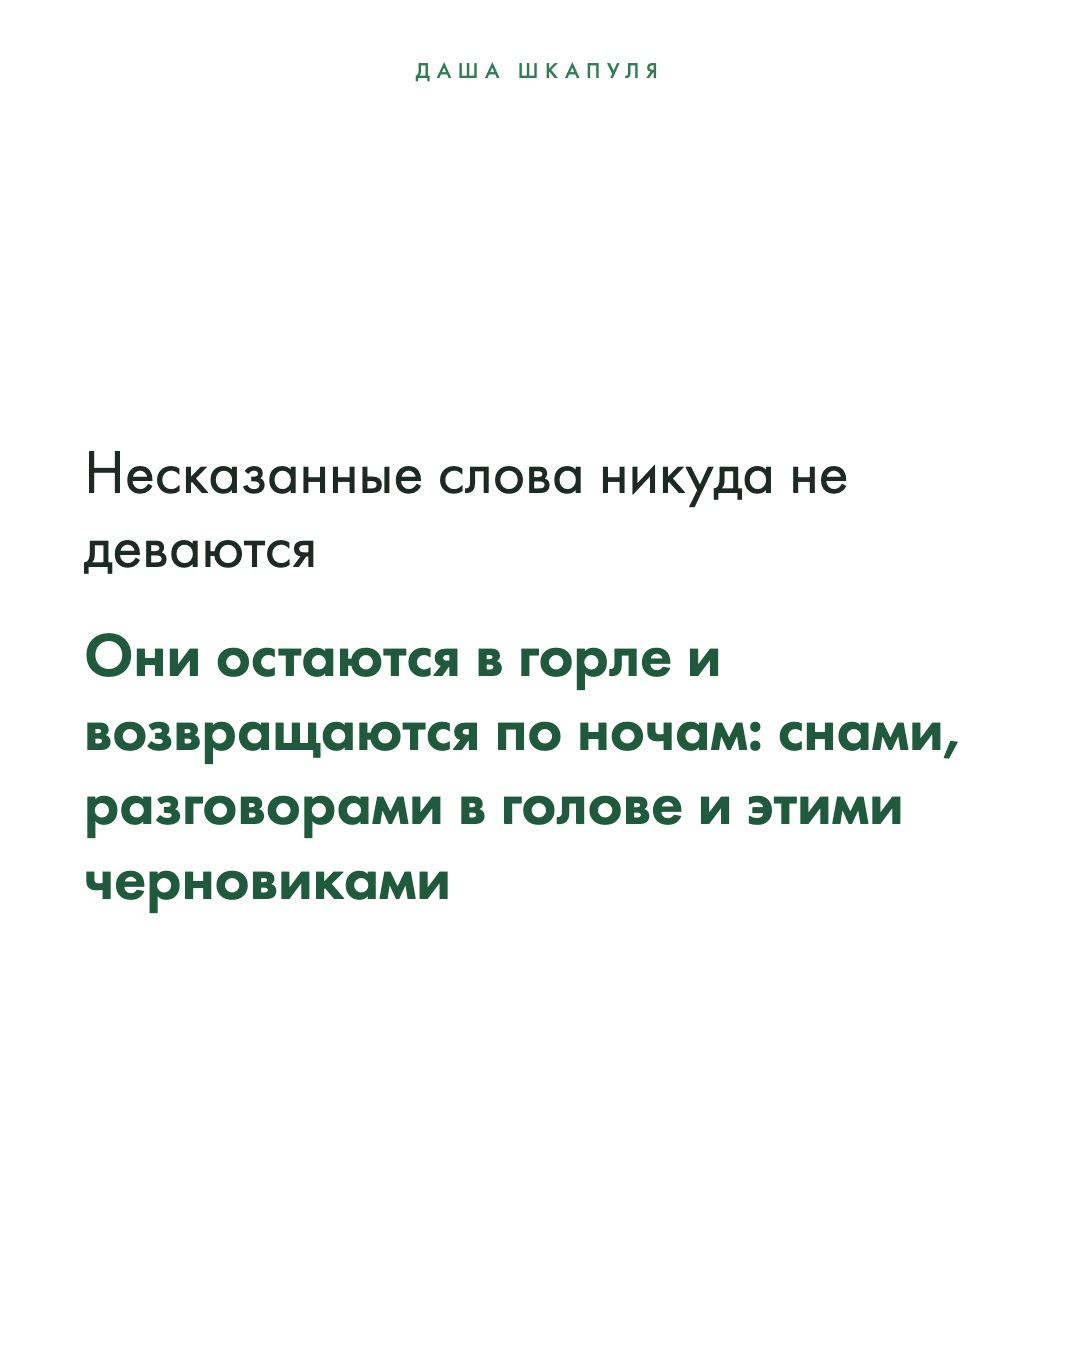 ДАША ШКАПУЛЯ
Несказанные слова никуда не
деваются
Они остаются в горле и
возвращаются по ночам: снами,
разговорами в голове и этими
черновиками